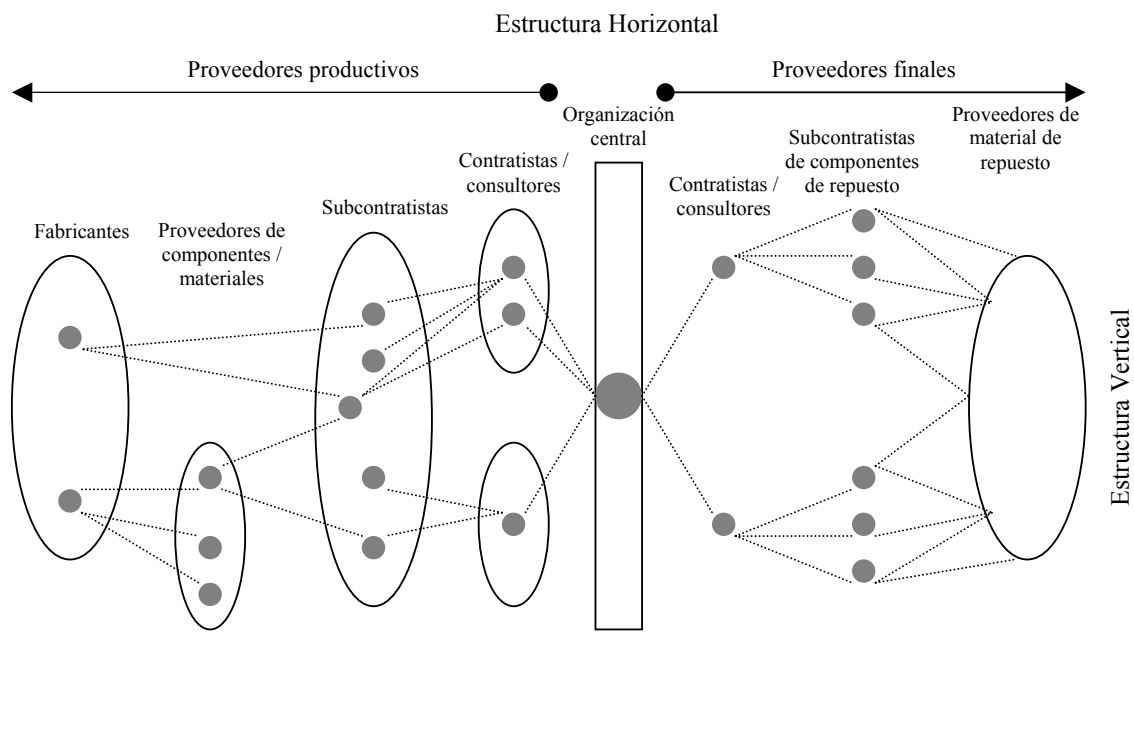 Estructura Horizontal
Proveedores productivos
Proveedores finales
Organización
central
Proveedores de
material de
repuesto
Subcontratistas
de componentes
de repuesto
Contratistas /
consultores
Contratistas /
consultores
Subcontratistas
Fabricantes
Proveedores de
componentes /
materiales
Estructura Vertical